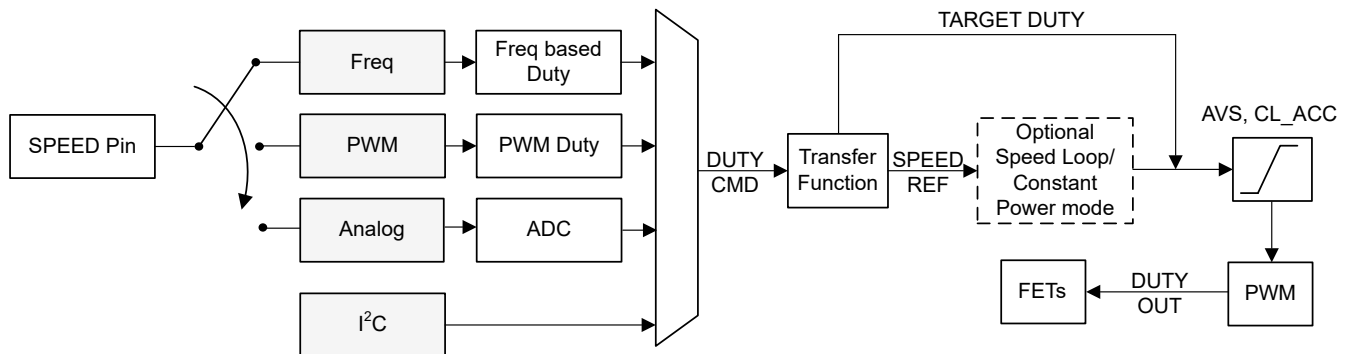 TARGET DUTY
Freq
Freq based
Duty
AVS, CL_ACC
SPEED Pin
PWM
PWM Duty
DUTY
CMD
Transfer
Function
SPEED
REF
Optional
Speed Loop/
Constant
Power mode
Analog
ADC
I²C
FETs
DUTY
OUT
PWM